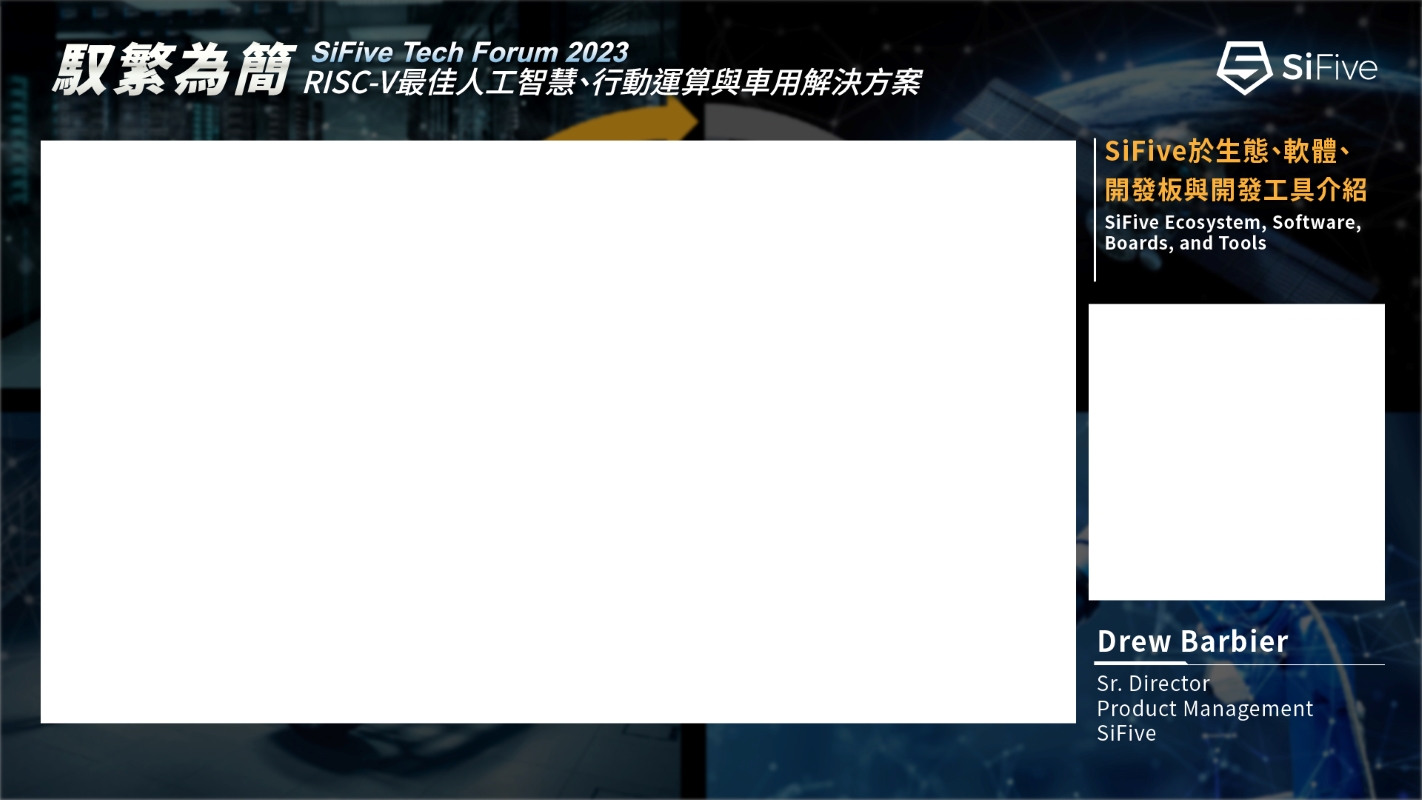 馭繁為簡
SiFive Tech Forum 2023
RISC-V最佳人工智慧、行動運算與車用解決方案
SiFive
SiFive於生態、軟體、
開發板與開發工具介紹
SiFive Ecosystem, Software,
Boards, and Tools
Drew Barbier
Sr. Director
Product Management
SiFive